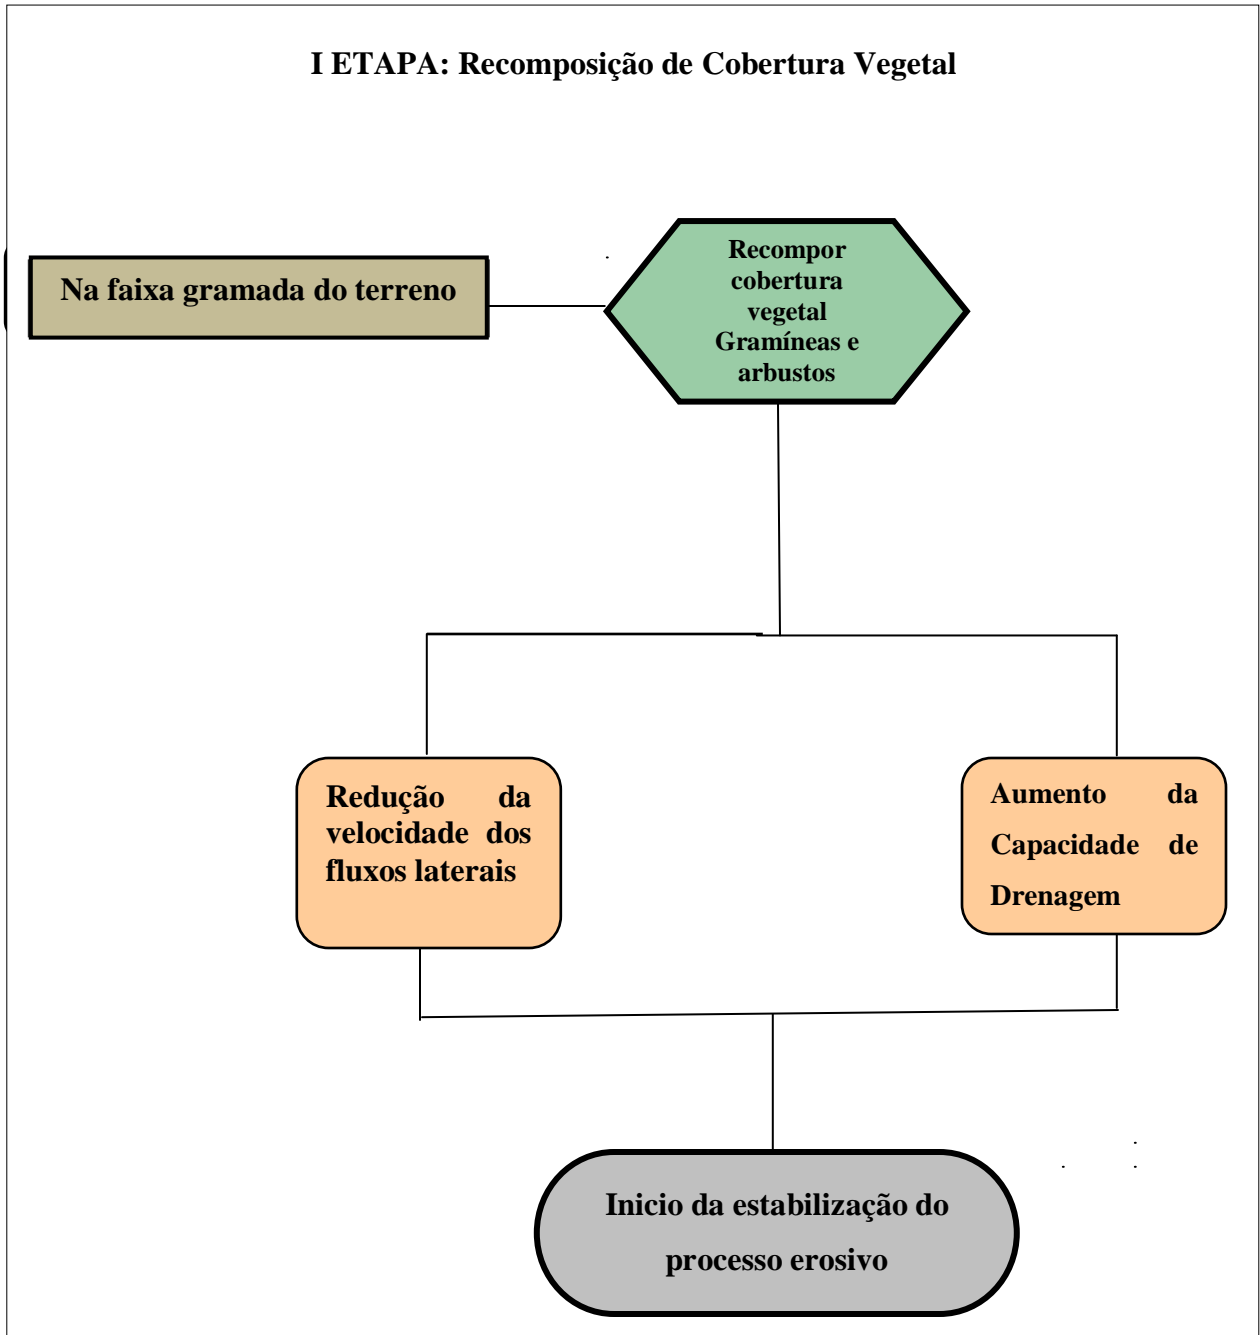 I ETAPA: Recomposição de Cobertura Vegetal
Na faixa gramada do terreno
Recompor
cobertura
vegetal
Gramíneas e
arbustos
Redução da
velocidade dos
fluxos laterais
Aumento da
Capacidade de
Drenagem
Inicio da estabilização do
processo erosivo